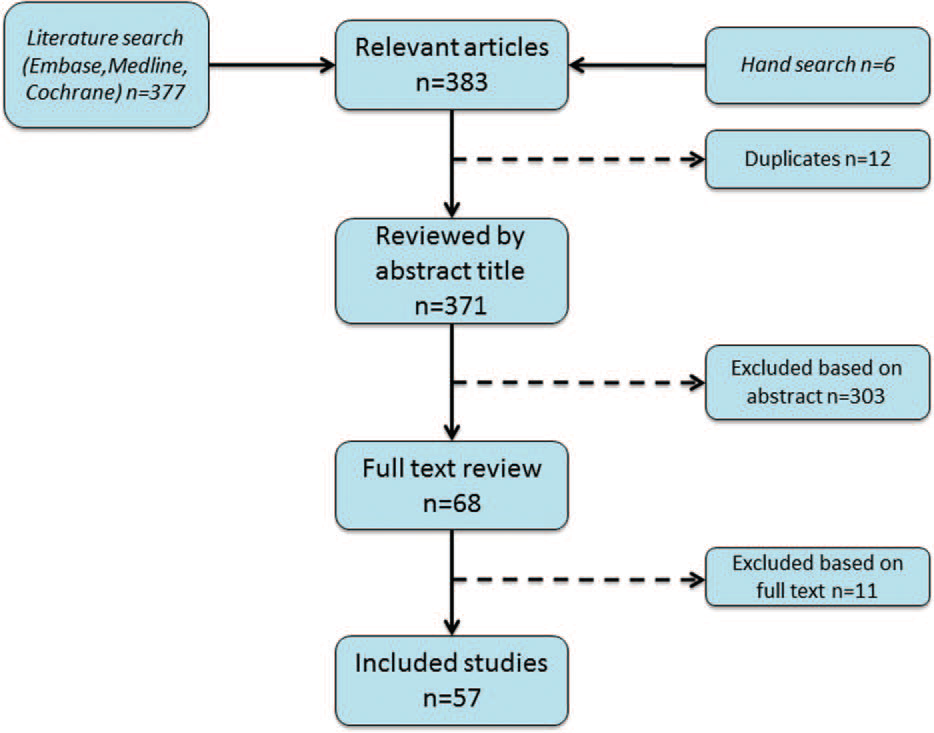 Literature search
(Embase,Medline,
Cochrane) n=377
Relevant articles
n=383
Hand search n=6
Duplicates n=12
Reviewed by
abstract title
n=371
Excluded based on
abstract n=303
Full text review
n=68
Excluded based on
full text n=11
Included studies
n=57